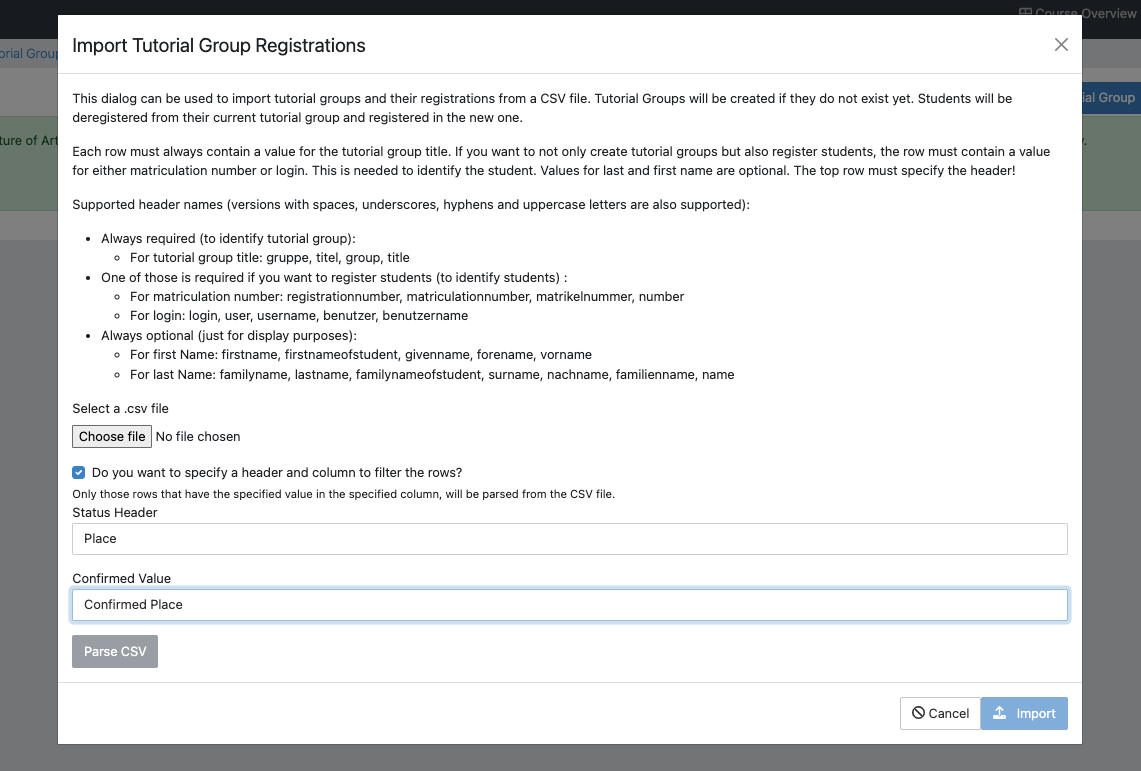 Course Overview
Import Tutorial Group Registrations
orial Group
This dialog can be used to import tutorial groups and their registrations from a CSV file. Tutorial Groups will be created if they do not exist yet. Students will be
ial Group
deregistered from their current tutorial group and registered in the new one.
ture of Art
Each row must always contain a value for the tutorial group title. If you want to not only create tutorial groups but also register students, the row must contain a value
for either matriculation number or login. This is needed to identify the student. Values for last and first name are optional. The top row must specify the header!
Supported header names (versions with spaces, underscores, hyphens and uppercase letters are also supported):
• Always required (to identify tutorial group):
◦ For tutorial group title: gruppe, titel, group, title
• One of those is required if you want to register students (to identify students) :
◦ For matriculation number: registrationnumber, matriculationnumber, matrikelnummer, number
◦ For login: login, user, username, benutzer, benutzername
• Always optional (just for display purposes):
◦ For first Name: firstname, firstnameofstudent, givenname, forename, vorname
◦ For last Name: familyname, lastname, familynameofstudent, surname, nachname, familienname, name
Select a .csv file
Choose file No file chosen
Do you want to specify a header and column to filter the rows?
Only those rows that have the specified value in the specified column, will be parsed from the CSV file.
Status Header
Place
Confirmed Value
Confirmed Place
Parse CSV
Cancel Import